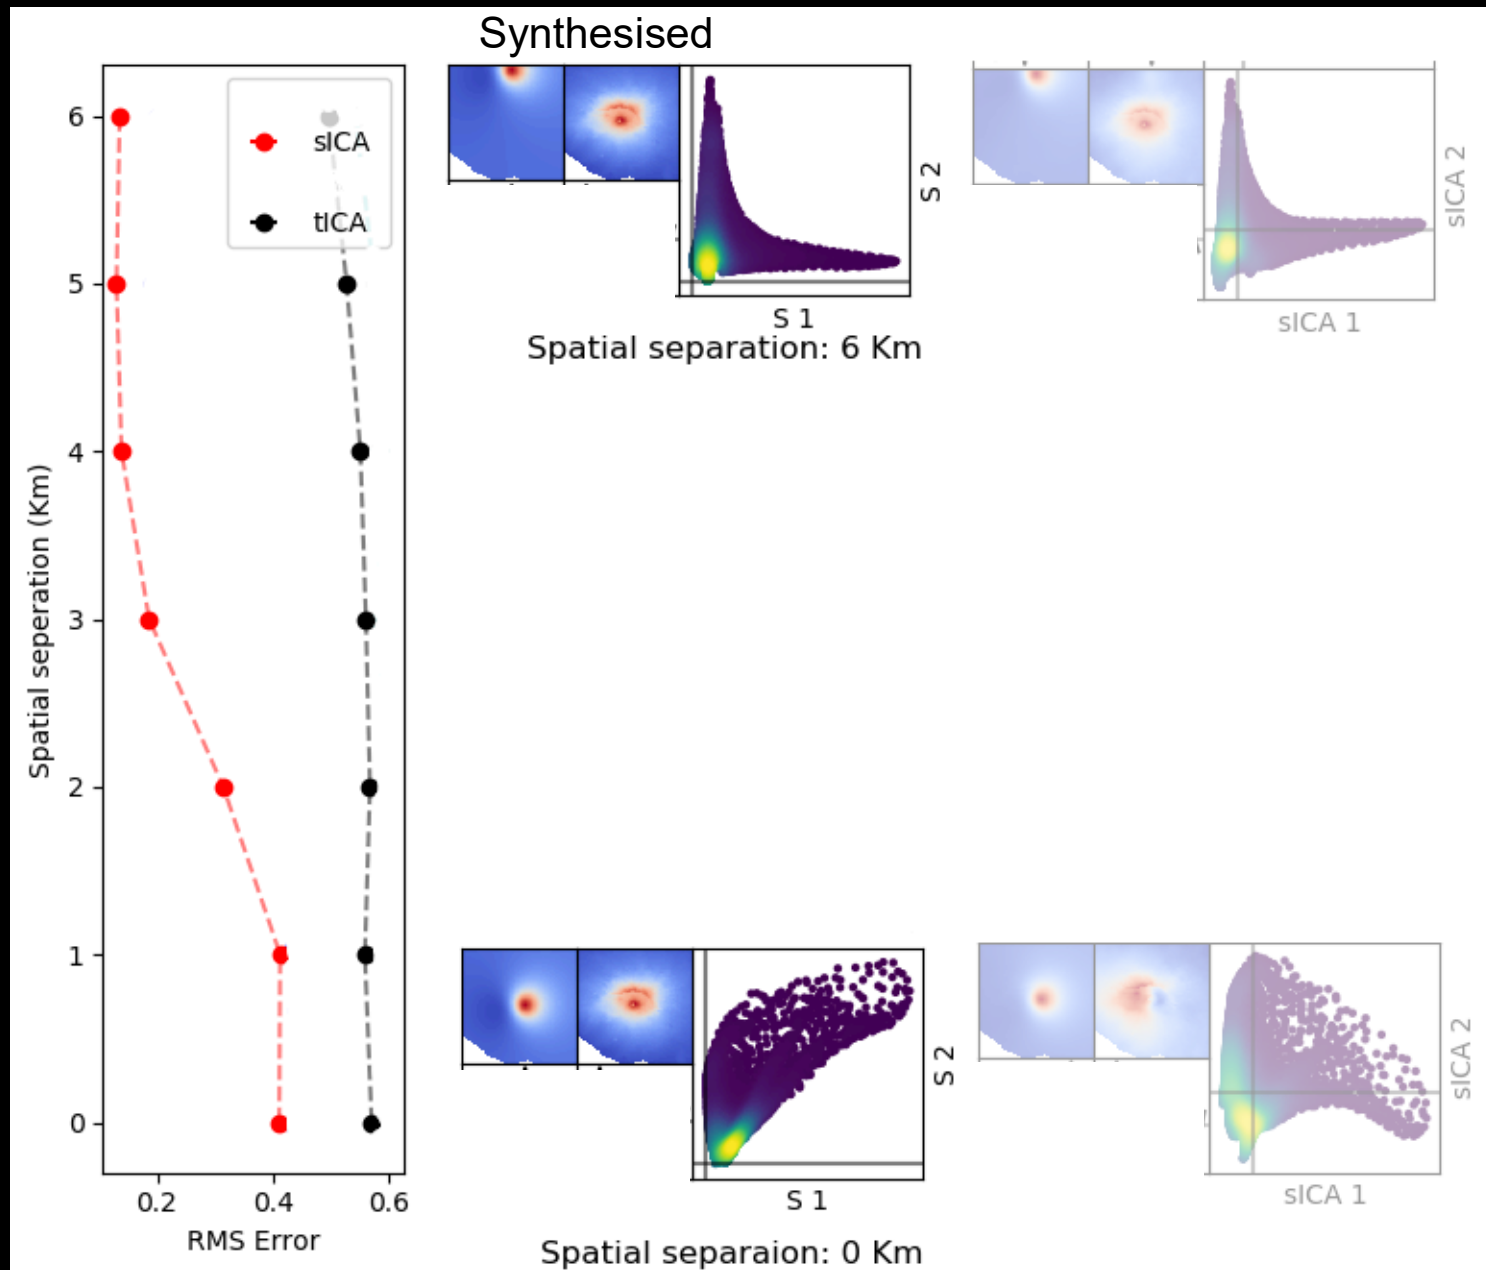 Synthesised
6
5
4
3
2
1
0
Spatial seperation (Km)
0.2 0.4 0.6
RMS Error
sICA
tICA
S 2
S 1
Spatial separation: 6 Km
sICA 2
sICA 1
S 2
S 1
Spatial separaion: 0 Km
sICA 2
sICA 1